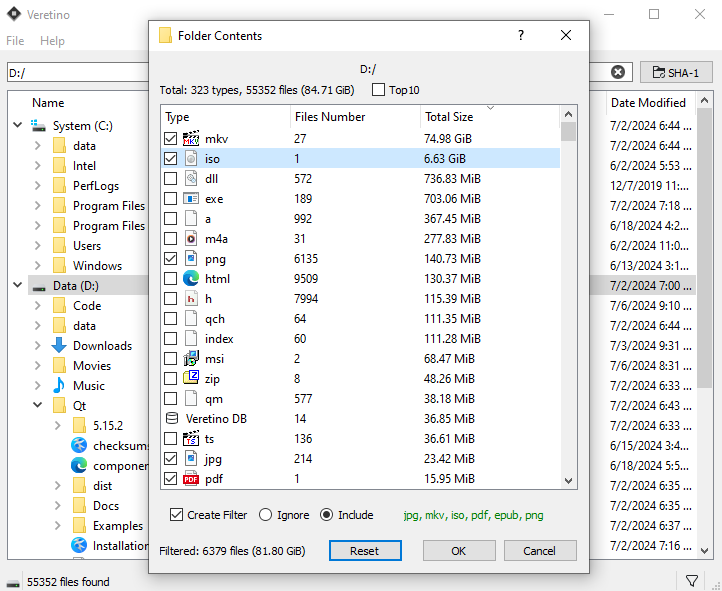 Veretino
File Help
D:/
SHA-1
Name
Date Modified
System (C:)
7/2/2024 6:44 ...
data
7/2/2024 6:44 ...
Intel
6/2/2024 5:53 ...
PerfLogs
12/7/2019 11...
Program Files
7/2/2024 7:18 ...
Program Files
6/18/2024 4:2...
Users
6/2/2024 11:0...
Windows
6/13/2024 3:1...
Data (D:)
7/2/2024 7:00 ...
Code
7/6/2024 9:10 ...
data
7/2/2024 6:44 ...
Downloads
7/3/2024 9:31 ...
Movies
7/6/2024 8:31 ...
Music
7/2/2024 6:33 ...
Qt
7/2/2024 6:43 ...
5.15.2
7/2/2024 6:33 ...
checksums
6/15/2024 3:4...
componen
6/18/2024 5:5...
dist
7/2/2024 6:35 ...
Docs
7/2/2024 6:35 ...
Examples
7/2/2024 6:37 ...
Installation
7/2/2024 7:16 ...
55352 files found
Folder Contents
?
D:/
Total: 323 types, 55352 files (84.71 GiB) Top10
Type Files Number Total Size
mkv 27 74.98 GiB
iso 1 6.63 GiB
dll 572 736.83 MiB
exe 189 703.06 MiB
a 992 367.45 MiB
m4a 31 277.83 MiB
png 6135 140.73 MiB
html 9509 130.37 MiB
h 7994 115.39 MiB
qch 64 111.35 MiB
index 60 111.28 MiB
msi 2 68.47 MiB
zip 8 48.26 MiB
qm 577 38.18 MiB
Veretino DB 14 36.85 MiB
ts 136 36.61 MiB
jpg 214 23.42 MiB
pdf 1 15.95 MiB
Create Filter Ignore Include jpg, mkv, iso, pdf, epub, png
Filtered: 6379 files (81.80 GiB) Reset OK Cancel